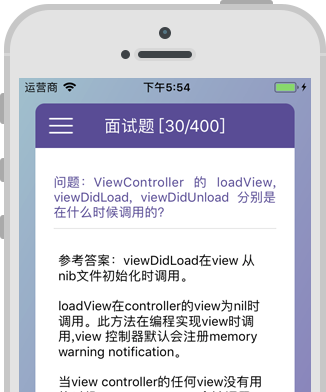 运营商 下午5:54
面试题 [30/400]
问题：ViewController 的 loadView,
viewDidLoad, viewDidUnload 分别是
在什么时候调用的?
参考答案：viewDidLoad在view 从
nib文件初始化时调用。
loadView在controller的view为nil时
调用。此方法在编程实现view时调
用,view 控制器默认会注册memory
warning notification。
当view controller的任何view没有用